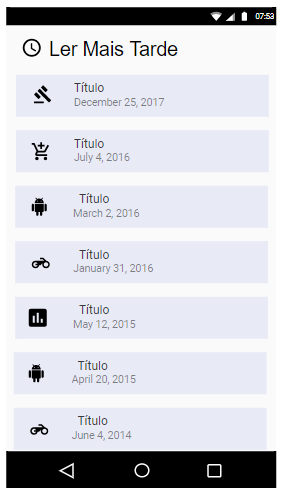 07:53
Ler Mais Tarde
Título
December 25, 2017
Título
July 4, 2016
Título
March 2, 2016
Título
January 31, 2016
Título
May 12, 2015
Título
April 20, 2015
Título
June 4, 2014